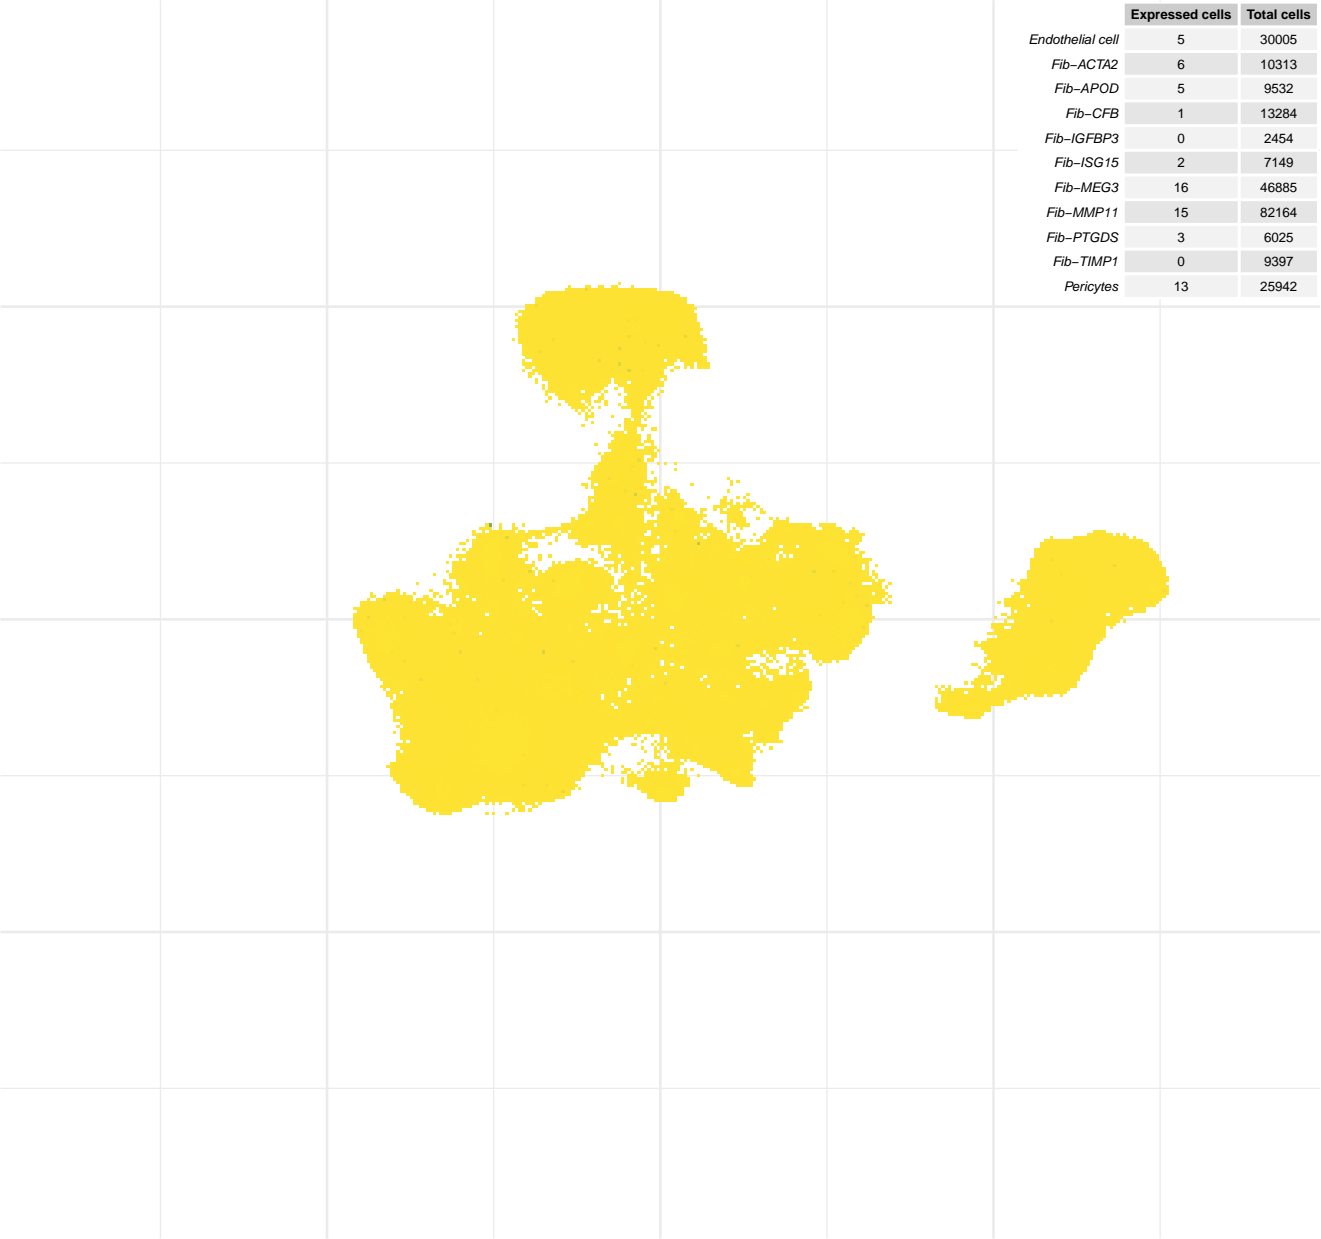 Expressed cells Total cells
Endothelial cell 5 30005
Fib−ACTA2 6 10313
Fib−APOD 5 9532
Fib−CFB 1 13284
Fib−IGFBP3 0 2454
Fib−ISG15 2 7149
Fib−MEG3 16 46885
Fib−MMP11 15 82164
Fib−PTGDS 3 6025
Fib−TIMP1 0 9397
Pericytes 13 25942